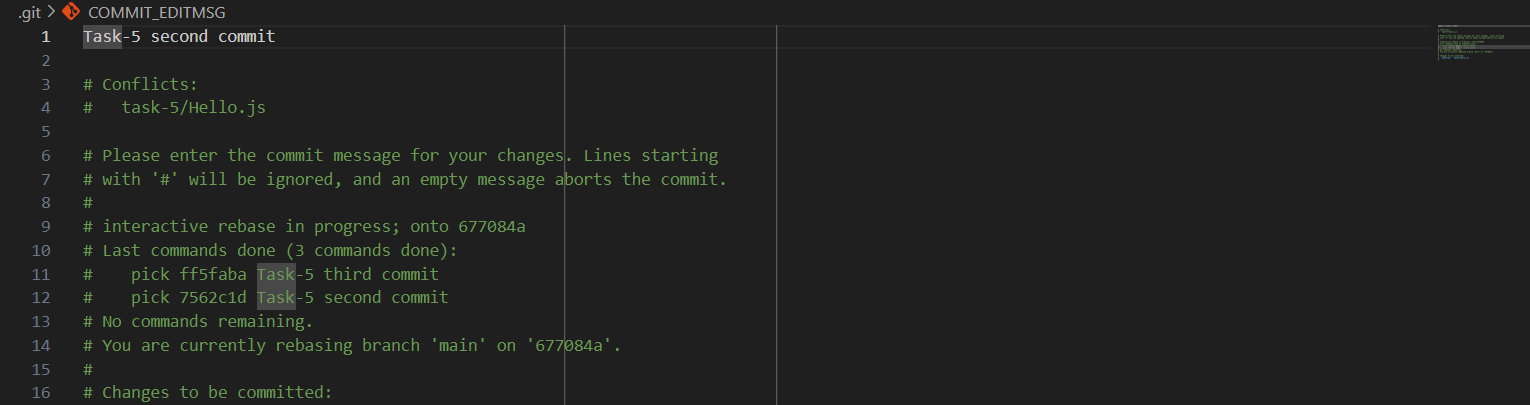 .git > COMMIT_EDITMSG
1 Task-5 second commit
2
3 # Conflicts:
4 #   task-5/Hello.js
5
6 # Please enter the commit message for your changes. Lines starting
7 # with '#' will be ignored, and an empty message aborts the commit.
8 #
9 # interactive rebase in progress; onto 677084a
10 # Last commands done (3 commands done):
11 #    pick ff5faba Task-5 third commit
12 #    pick 7562c1d Task-5 second commit
13 # No commands remaining.
14 # You are currently rebasing branch 'main' on '677084a'.
15 #
16 # Changes to be committed: